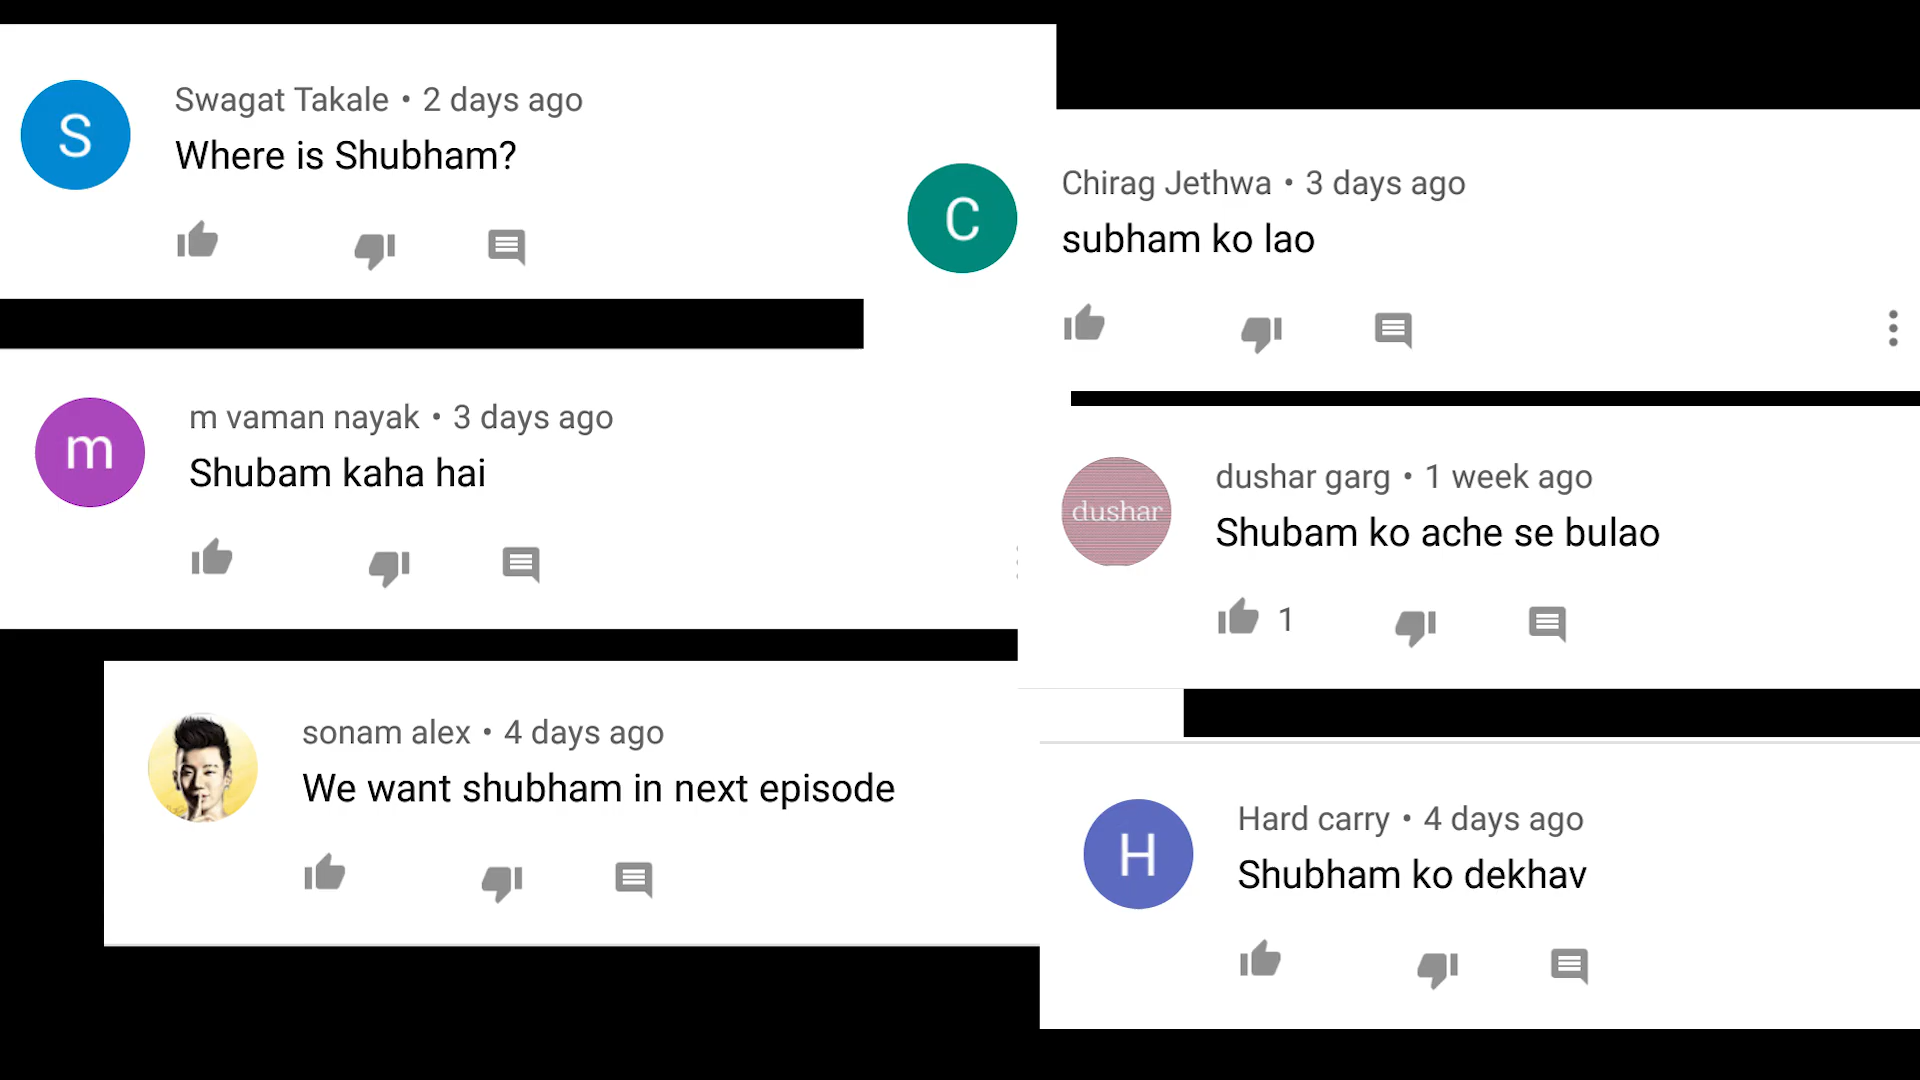 S
Swagat Takale • 2 days ago
Where is Shubham?
C
Chirag Jethwa • 3 days ago
subham ko lao
m
m vaman nayak • 3 days ago
Shubam kaha hai
dushar
dushar garg • 1 week ago
Shubam ko ache se bulao
1
sonam alex • 4 days ago
We want shubham in next episode
H
Hard carry • 4 days ago
Shubham ko dekhav